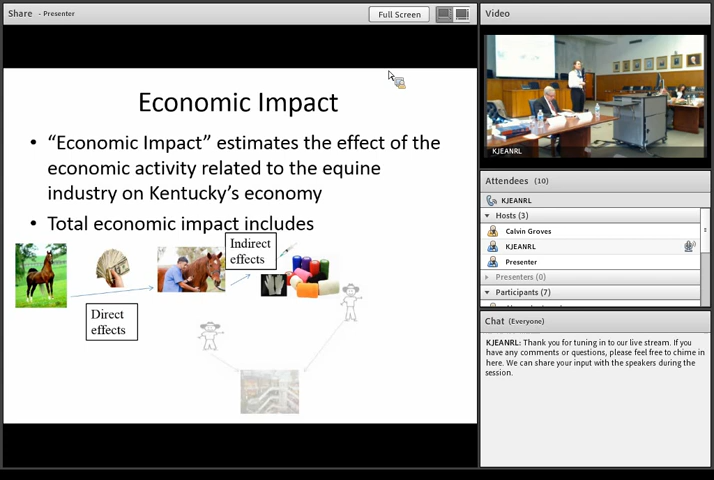 Share - Presenter
Full Screen
Economic Impact
• “Economic Impact” estimates the effect of the
economic activity related to the equine
industry on Kentucky’s economy
• Total economic impact includes
Indirect
effects
Direct
effects
Video
KJEANRL
Attendees (10)
KJEANRL
Hosts (3)
Calvin Groves
KJEANRL
Presenter
Presenters (0)
Participants (7)
Chat (Everyone)
KJEANRL: Thank you for tuning in to our live stream. If you
have any comments or questions, please feel free to chime in
here. We can share your input with the speakers during the
session.